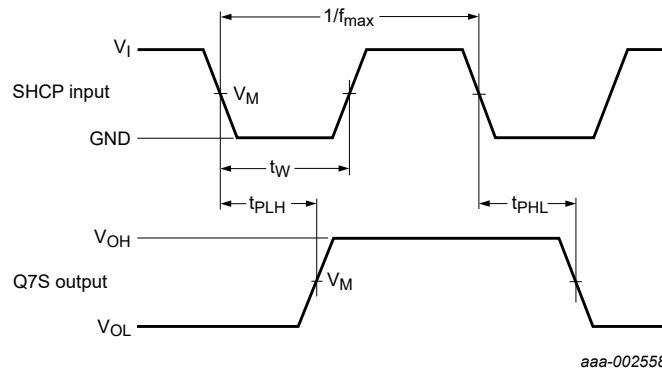 1/fmax
VI
SHCP input
VM
GND
tW
tPLH
tPHL
VOH
Q7S output
VM
VOL
aaa-002558